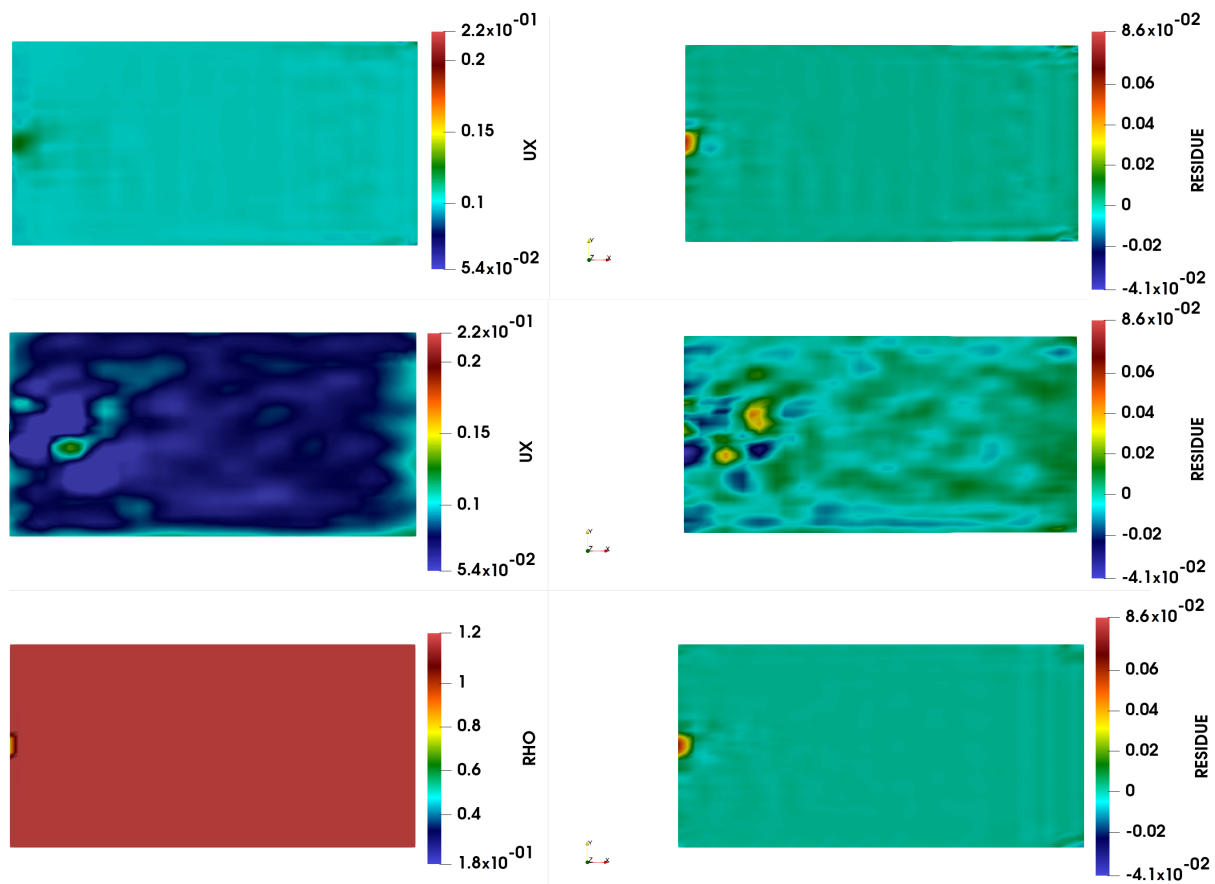 2.2x10-01
0.2
0.15
0.1
5.4x10-02
UX
8.6x10-02
0.06
0.04
0.02
0
-0.02
-4.1x10-02
RESIDUE
Y
Z X
2.2x10-01
0.2
0.15
0.1
5.4x10-02
UX
8.6x10-02
0.06
0.04
0.02
0
-0.02
-4.1x10-02
RESIDUE
Y
Z X
1.2
1
0.8
0.6
0.4
1.8x10-01
RHO
8.6x10-02
0.06
0.04
0.02
0
-0.02
-4.1x10-02
RESIDUE
Y
Z X